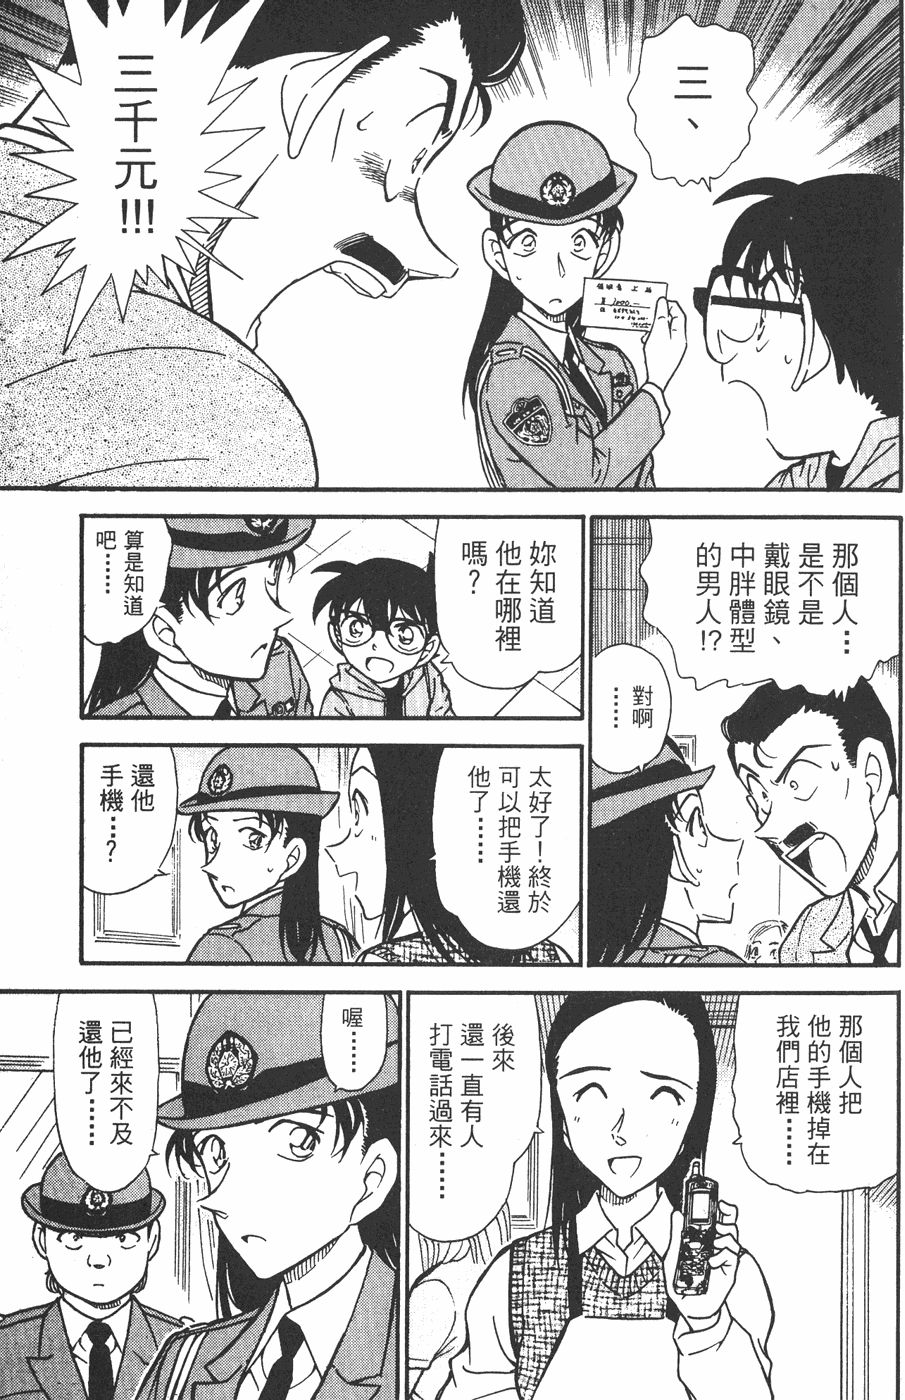 三、
三千元!!!
那個人…
是不是
戴眼鏡、
中胖體型
的男人!?
對啊
……
妳知道
他在哪裡
嗎?
算是知道
吧……
太好了!終於
可以把手機還
他了……
還他
手機…?
那個人把
他的手機掉在
我們店裡……
後來
還一直有人
打電話過來……
喔……
已經來不及
還他了……